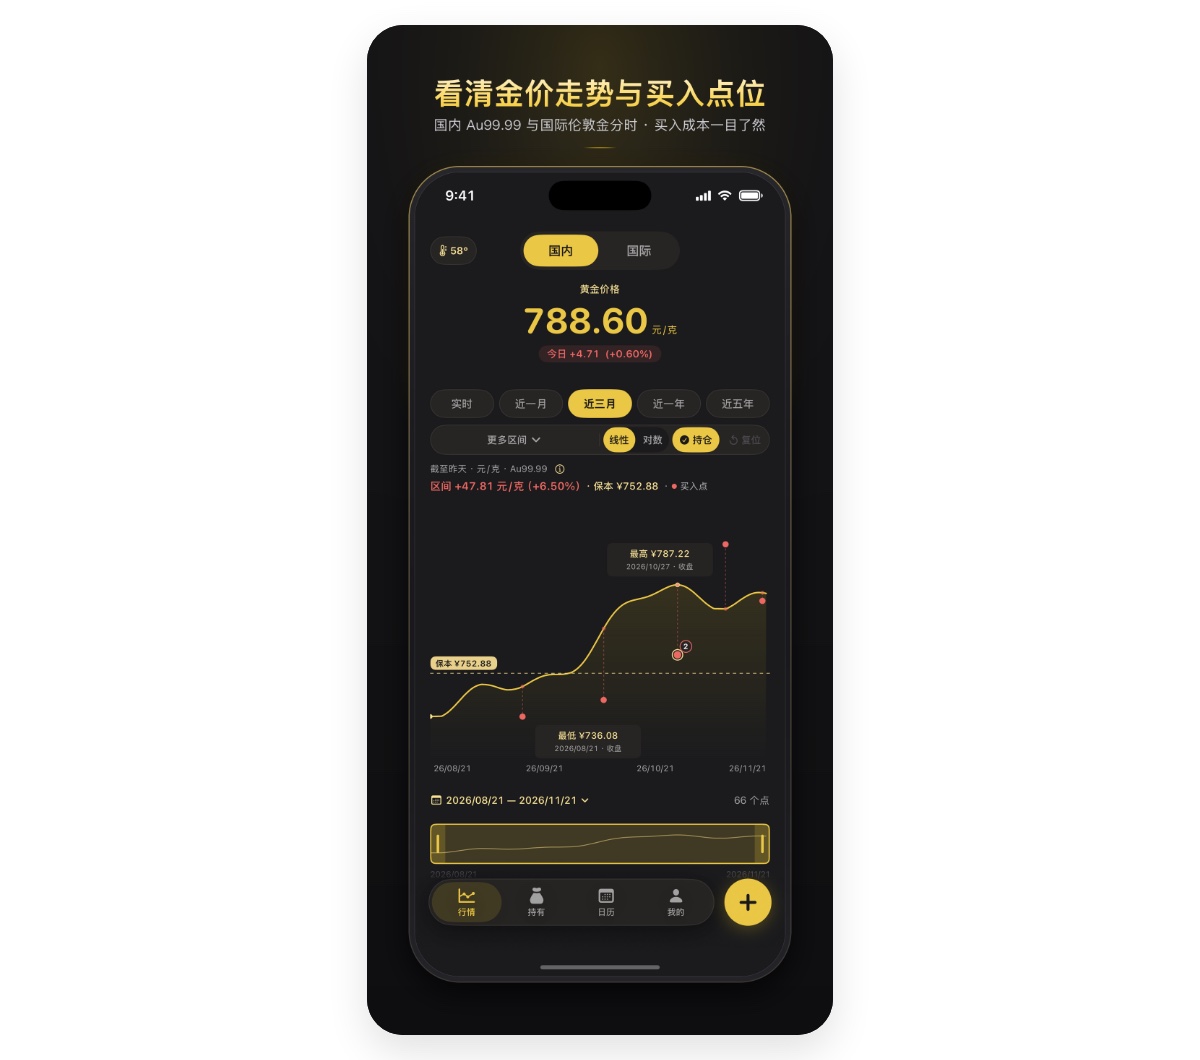 看清金价走势与买入点位
国内 Au99.99 与国际伦敦金分时 · 买入成本一目了然
9:41
58°
国内
国际
黄金价格
788.60 元/克
今日 +4.71 (+0.60%)
实时
近一月
近三月
近一年
近五年
更多区间
线性
对数
持仓
复位
截至昨天 · 元/克 · Au99.99
区间 +47.81 元/克 (+6.50%) · 保本 ¥752.88 · 买入点
最高 ¥787.22
2026/10/27 · 收盘
2
保本 ¥752.88
最低 ¥736.08
2026/08/21 · 收盘
26/08/21
26/09/21
26/10/21
26/11/21
2026/08/21 — 2026/11/21
66 个点
2026/08/21
2026/11/21
行情
持有
日历
我的